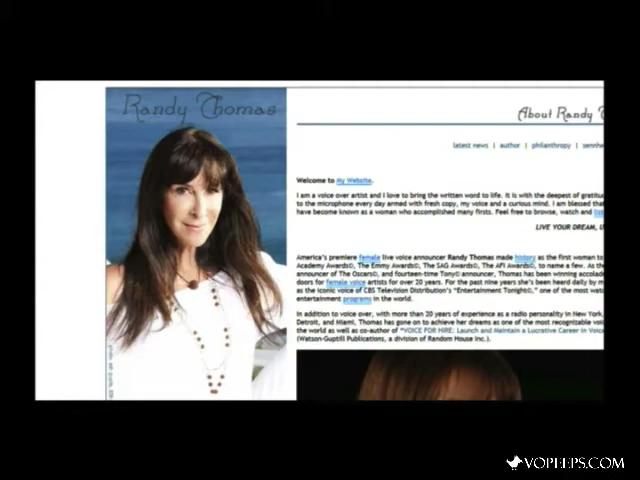 Randy Thomas
About Randy
latest news | author | philanthropy |
Welcome to My Website.
I am a voice over artist and I love to bring the written word to life. It is with the deepest of
to the microphone every day armed with fresh copy, my voice and a curious mind. I am blessed
have become known as a woman who accomplished many firsts. Feel free to browse, watch and
LIVE YOUR DREAM,
America's premiere female live voice announcer Randy Thomas made history as the first woman to
Academy Awards©, The Emmy Awards©, The SAG Awards©, The AFI Awards©, to name a few. As the
announcer of The Oscars©, and fourteen-time Tony© announcer, Thomas has been winning
doors for female voice artists for over 20 years. For the past nine years she's been heard daily by
as the iconic voice of CBS Television Distribution's "Entertainment Tonight©," one of the most
entertainment programs in the world.
In addition to voice over, with more than 20 years of experience as a radio personality in New York,
Detroit, and Miami, Thomas has gone on to achieve her dreams as one of the most recognizable
the world as well as co-author of "VOICE FOR HIRE: Launch and Maintain a Lucrative Career in
(Watson-Guptill Publications, a division of Random House Inc.).
VOPEEPS.COM